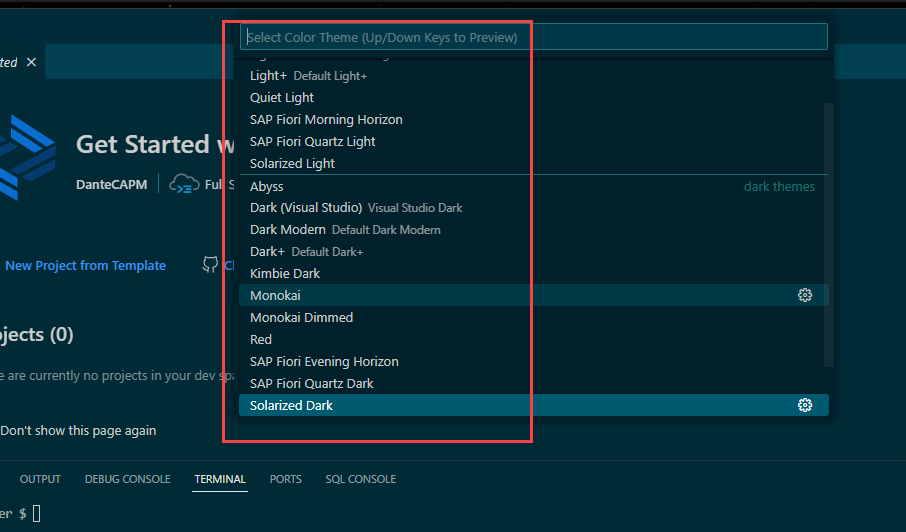 Select Color Theme (Up/Down Keys to Preview)
ted ×
Light+ Default Light+
Quiet Light
SAP Fiori Morning Horizon
SAP Fiori Quartz Light
Solarized Light
Get Started w
DanteCAPM Full S
Abyss dark themes
Dark (Visual Studio) Visual Studio Dark
Dark Modern Default Dark Modern
Dark+ Default Dark+
New Project from Template Cl
Kimbie Dark
Monokai
Monokai Dimmed
Red
SAP Fiori Evening Horizon
SAP Fiori Quartz Dark
Solarized Dark
jects (0)
e are currently no projects in your dev spa
Don't show this page again
OUTPUT DEBUG CONSOLE TERMINAL PORTS SQL CONSOLE
er $